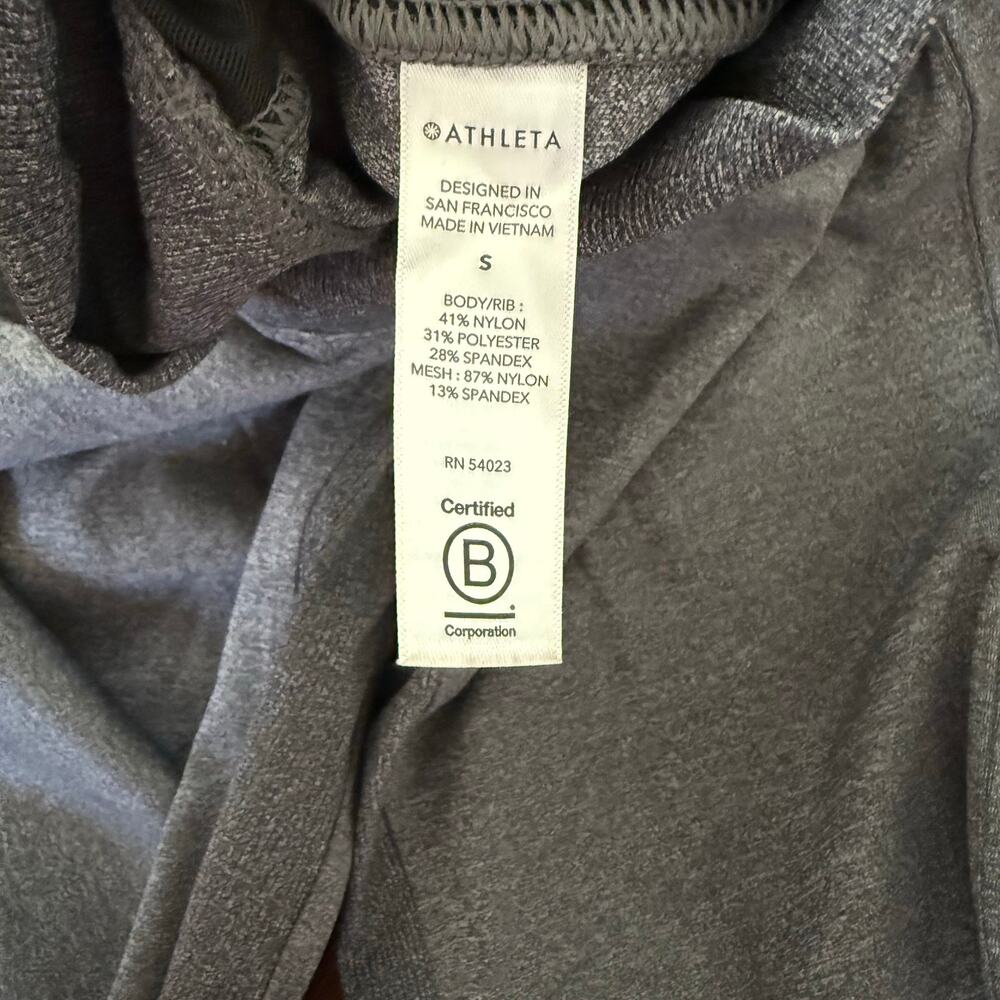 ATHLETA
DESIGNED IN
SAN FRANCISCO
MADE IN VIETNAM
S
BODY/RIB :
41% NYLON
31% POLYESTER
28% SPANDEX
MESH : 87% NYLON
13% SPANDEX
RN 54023
Certified
B
Corporation